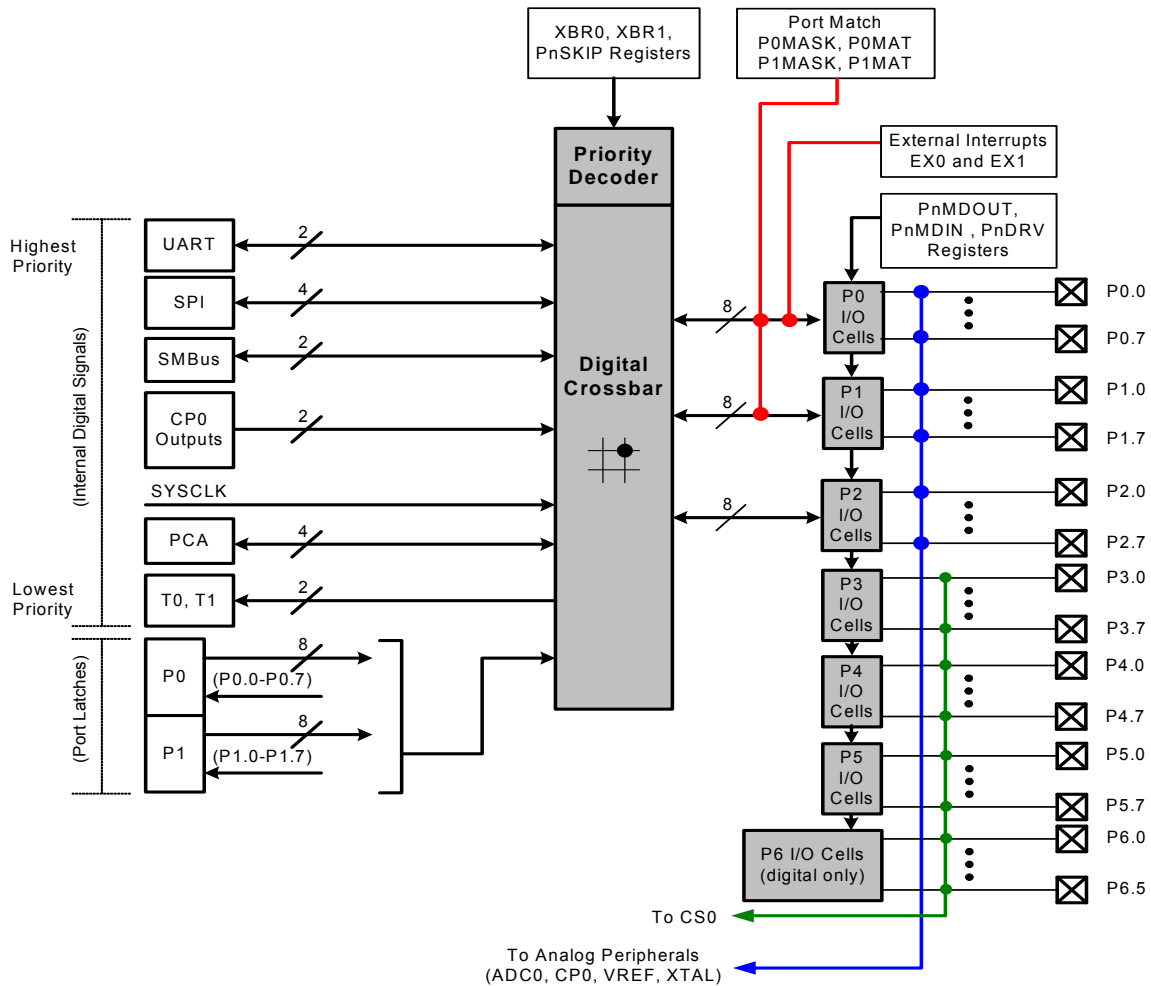 XBR0, XBR1,
PnSKIP Registers
Port Match
P0MASK, P0MAT
P1MASK, P1MAT
External Interrupts
EX0 and EX1
Priority
Decoder
PnMDOUT,
PnMDIN , PnDRV
Registers
Highest
Priority
(Internal Digital Signals)
Lowest
Priority
(Port Latches)
UART
2
SPI
4
SMBus
2
CP0
Outputs
2
SYSCLK
PCA
4
T0, T1
2
P0
8
(P0.0-P0.7)
P1
8
(P1.0-P1.7)
Digital
Crossbar
8
8
8
P0
I/O
Cells
P0.0
P0.7
P1
I/O
Cells
P1.0
P1.7
P2
I/O
Cells
P2.0
P2.7
P3
I/O
Cells
P3.0
P3.7
P4
I/O
Cells
P4.0
P4.7
P5
I/O
Cells
P5.0
P5.7
P6 I/O Cells
(digital only)
P6.0
P6.5
To CS0
To Analog Peripherals
(ADC0, CP0, VREF, XTAL)